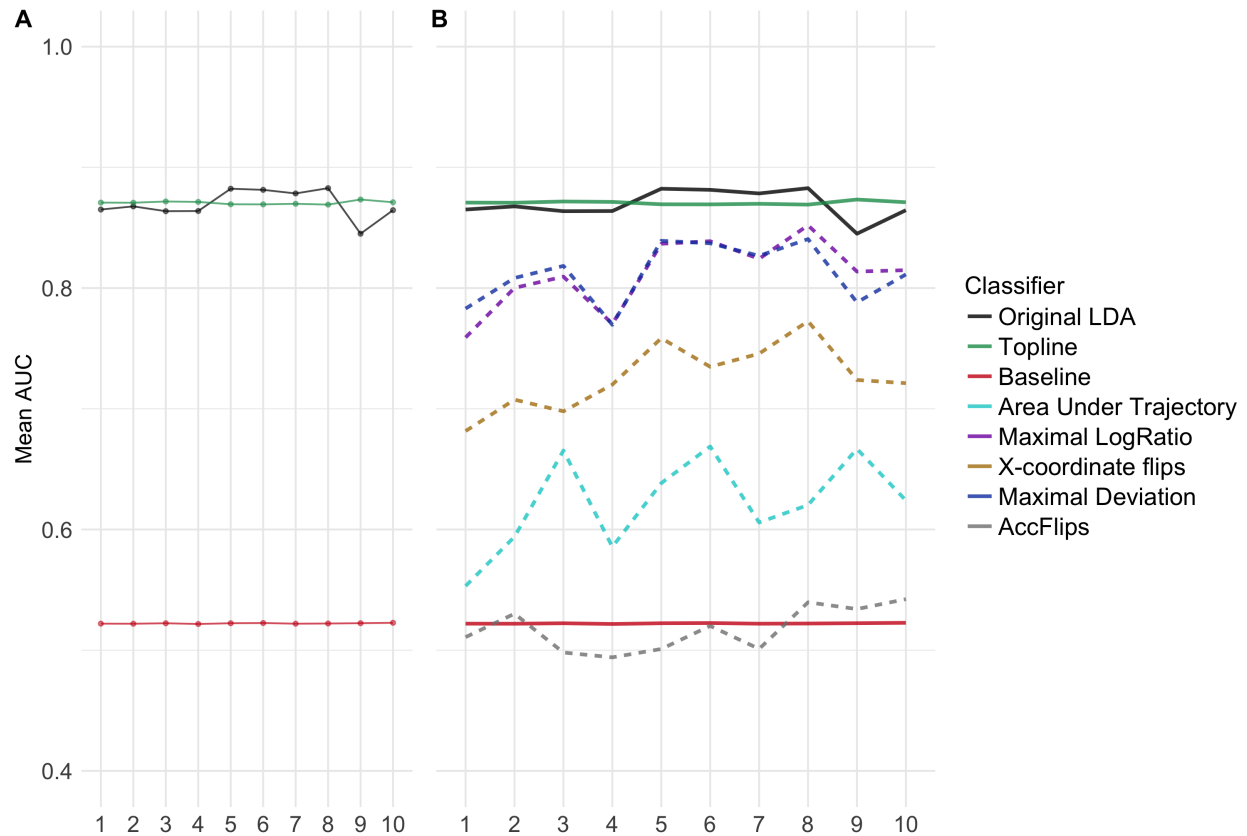 A
B
1.0
0.8
0.6
0.4
Mean AUC
1 2 3 4 5 6 7 8 9 10
1 2 3 4 5 6 7 8 9 10
Classifier
Original LDA
Topline
Baseline
Area Under Trajectory
Maximal LogRatio
X-coordinate flips
Maximal Deviation
AccFlips